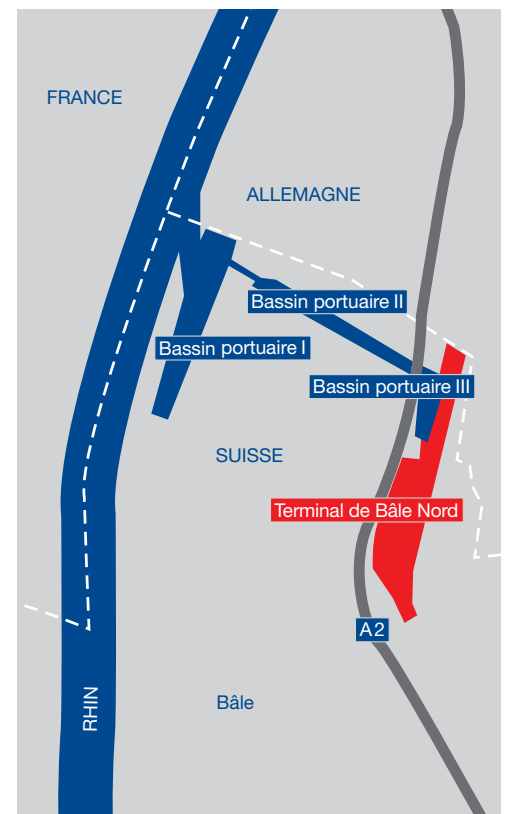 FRANCE
ALLEMAGNE
Bassin portuaire II
Bassin portuaire I
Bassin portuaire III
SUISSE
Terminal de Bâle Nord
A2
RHIN
Bâle